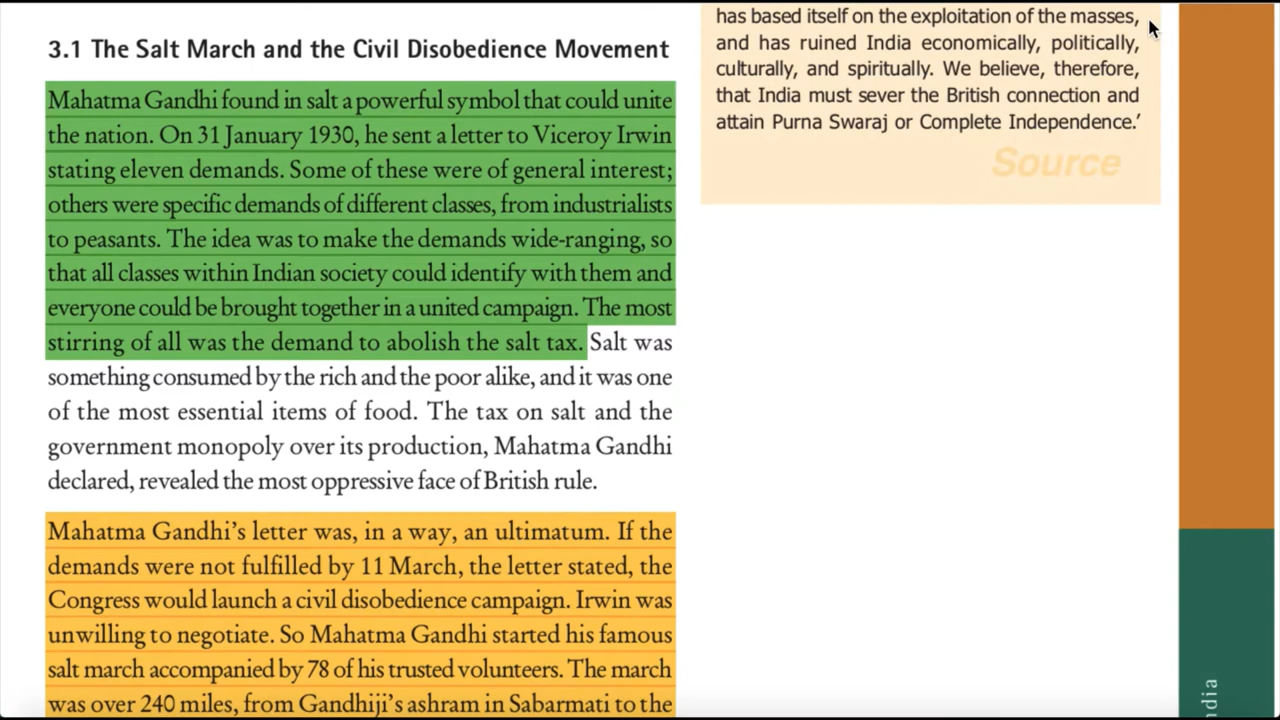 3.1 The Salt March and the Civil Disobedience Movement
Mahatma Gandhi found in salt a powerful symbol that could unite
the nation. On 31 January 1930, he sent a letter to Viceroy Irwin
stating eleven demands. Some of these were of general interest;
others were specific demands of different classes, from industrialists
to peasants. The idea was to make the demands wide-ranging, so
that all classes within Indian society could identify with them and
everyone could be brought together in a united campaign. The most
stirring of all was the demand to abolish the salt tax. Salt was
something consumed by the rich and the poor alike, and it was one
of the most essential items of food. The tax on salt and the
government monopoly over its production, Mahatma Gandhi
declared, revealed the most oppressive face of British rule.
Mahatma Gandhi's letter was, in a way, an ultimatum. If the
demands were not fulfilled by 11 March, the letter stated, the
Congress would launch a civil disobedience campaign. Irwin was
unwilling to negotiate. So Mahatma Gandhi started his famous
salt march accompanied by 78 of his trusted volunteers. The march
was over 240 miles, from Gandhiji's ashram in Sabarmati to the
has based itself on the exploitation of the masses,
and has ruined India economically, politically,
culturally, and spiritually. We believe, therefore,
that India must sever the British connection and
attain Purna Swaraj or Complete Independence.'
Source
ndia